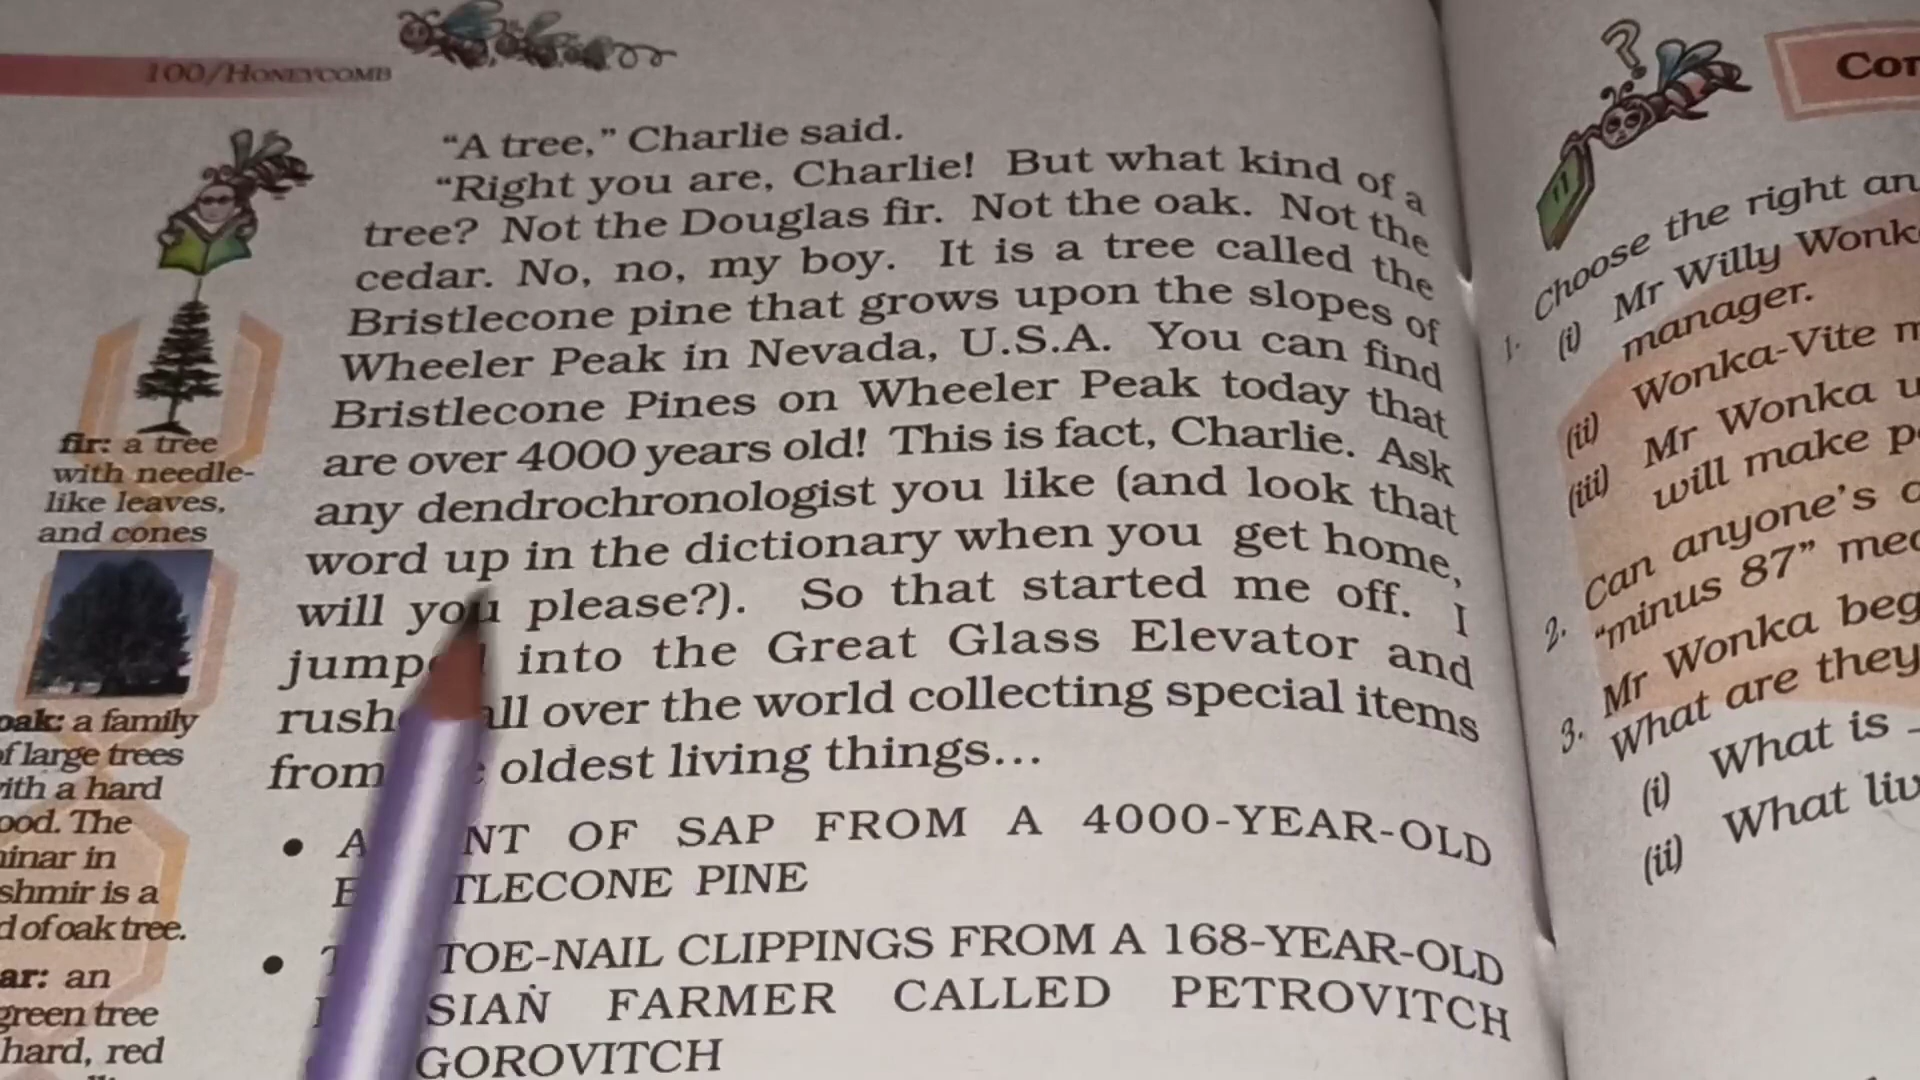 100/HONEYCOMB
"A tree," Charlie said.
"Right you are, Charlie! But what kind of a
tree? Not the Douglas fir. Not the oak. Not the
cedar. No, no, my boy. It is a tree called the
Bristlecone pine that grows upon the slopes of
Wheeler Peak in Nevada, U.S.A. You can find
Bristlecone Pines on Wheeler Peak today that
are over 4000 years old! This is fact, Charlie. Ask
any dendrochronologist you like (and look that
word up in the dictionary when you get home,
will you please?). So that started me off. I
into the Great Glass Elevator and
all over the world collecting special items
from oldest living things...
• A OF SAP FROM A 4000-YEAR-OLD
PINE
• TOE-NAIL CLIPPINGS FROM A 168-YEAR-OLD
FARMER CALLED PETROVITCH
GOROVITCH
fir: a tree
with needle-
like leaves,
and cones
oak: a family
of large trees
with a hard
The
in
is a
of oak tree.
an
green tree
hard, red
?
Choose the right
1. (i) Mr Willy
manager.
(ii) Wonka-Vite
(iii) Mr Wonka
will make
2. Can anyone's
"minus 87"
3. Mr Wonka
What are they
(i) What is
(ii) What